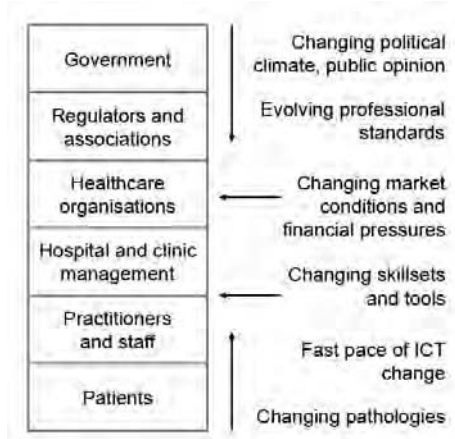 Government
Regulators and
associations
Healthcare
organisations
Hospital and clinic
management
Practitioners
and staff
Patients
Changing political
climate, public opinion
Evolving professional
standards
Changing market
conditions and
financial pressures
Changing skillsets
and tools
Fast pace of ICT
change
Changing pathologies